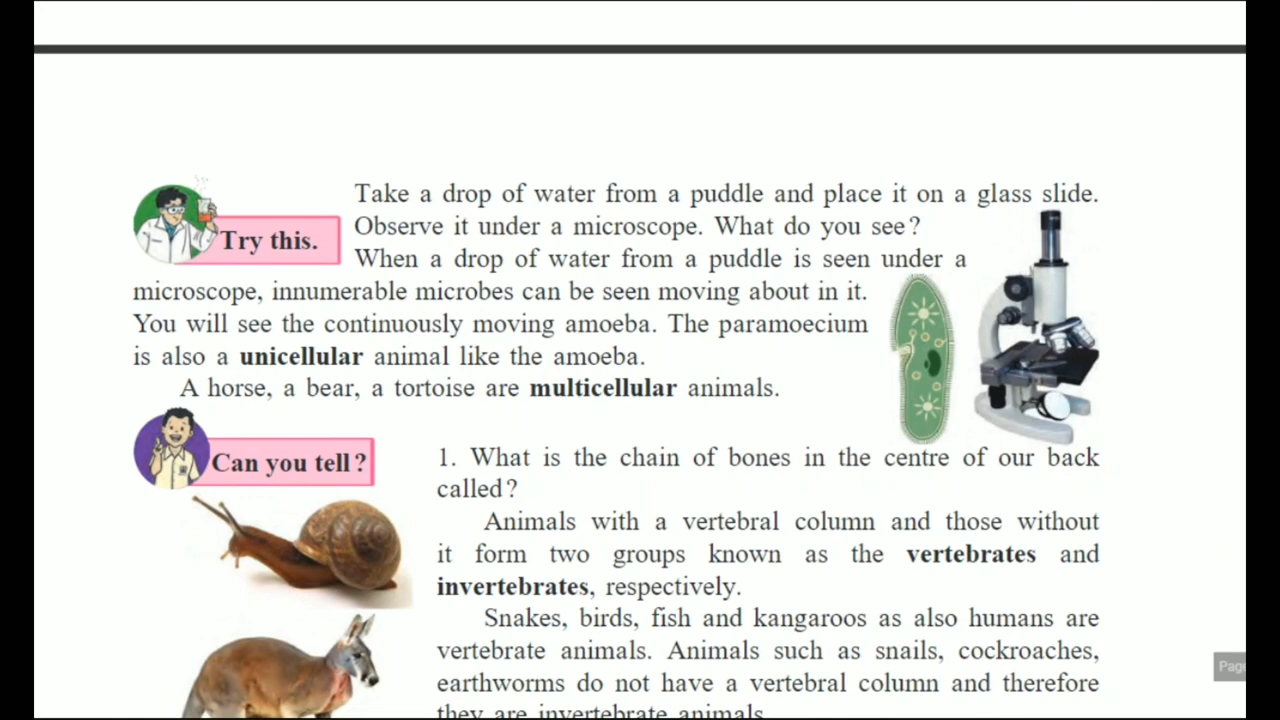 Take a drop of water from a puddle and place it on a glass slide.
Try this.
Observe it under a microscope. What do you see?
When a drop of water from a puddle is seen under a
microscope, innumerable microbes can be seen moving about in it.
You will see the continuously moving amoeba. The paramoecium
is also a unicellular animal like the amoeba.
A horse, a bear, a tortoise are multicellular animals.
Can you tell?
1. What is the chain of bones in the centre of our back
called?
Animals with a vertebral column and those without
it form two groups known as the vertebrates and
invertebrates, respectively.
Snakes, birds, fish and kangaroos as also humans are
vertebrate animals. Animals such as snails, cockroaches,
earthworms do not have a vertebral column and therefore
they are invertebrate animals.
Page